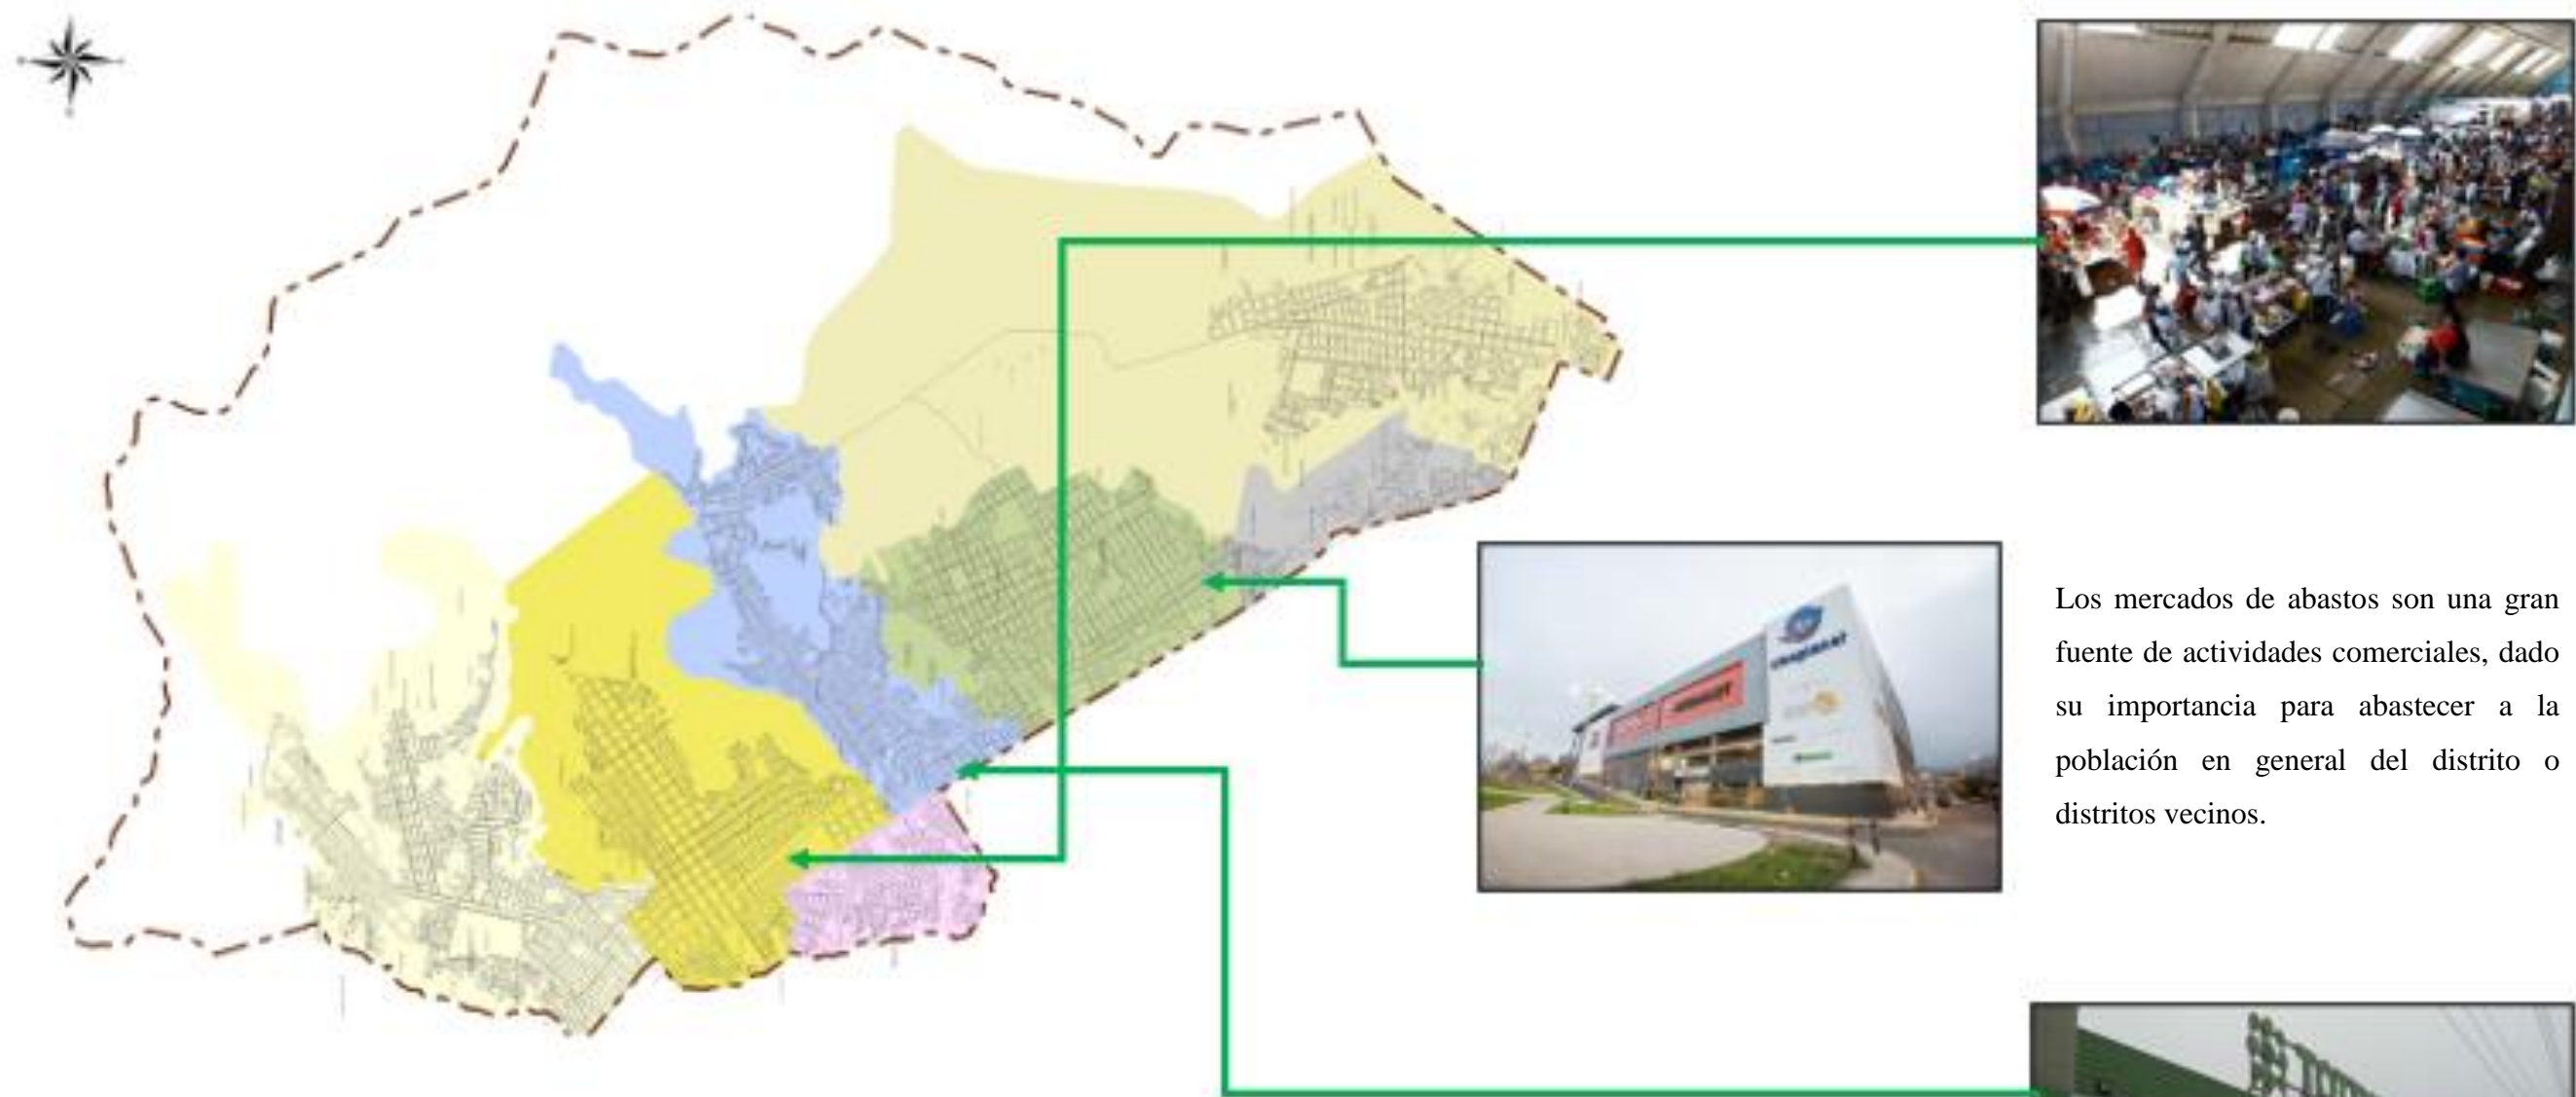 Los mercados de abastos son una gran
fuente de actividades comerciales, dado
su importancia para abastecer a la
población en general del distrito o
distritos vecinos.